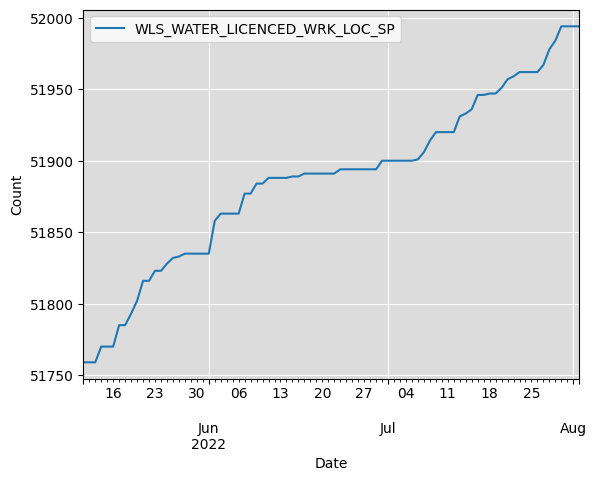 WLS_WATER_LICENCED_WRK_LOC_SP
52000
51950
51900
51850
51800
51750
Count
16 23 30 06 13 20 27 04 11 18 25
Jun Jul Aug
2022
Date